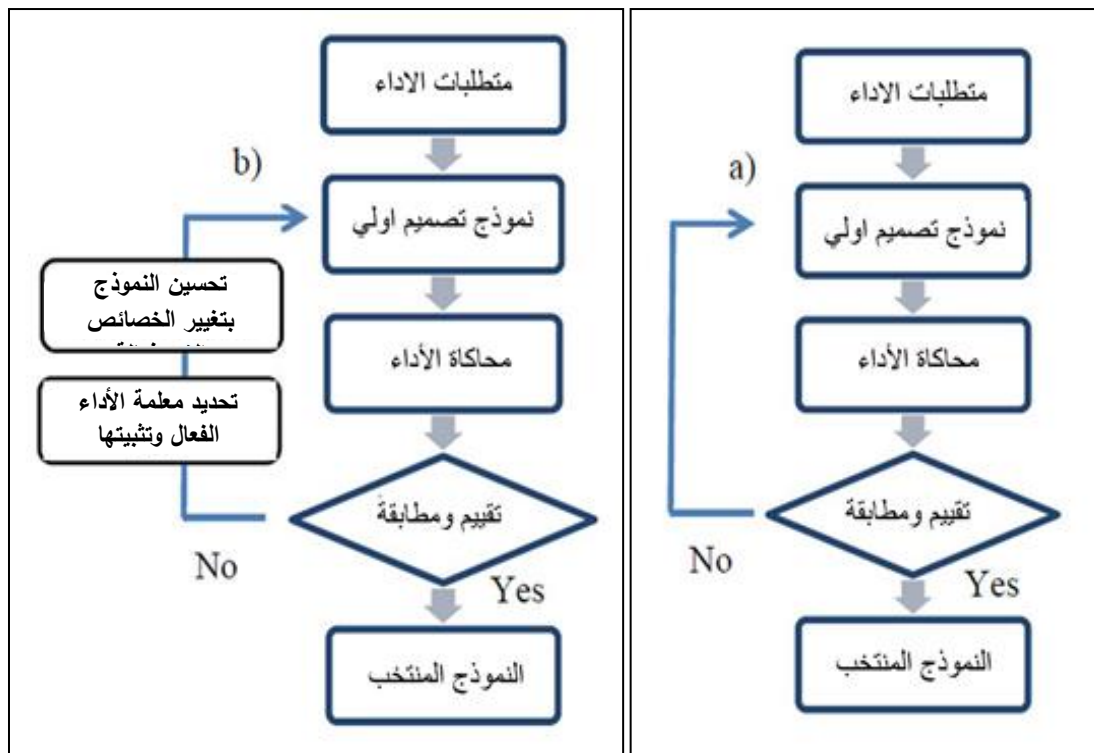 a)
متطلبات الاداء
نموذج تصميم اولي
محاكاة الأداء
تقييم ومطابقة
No
Yes
النموذج المنتخب
b)
متطلبات الاداء
نموذج تصميم اولي
محاكاة الأداء
تقييم ومطابقة
No
Yes
النموذج المنتخب
تحديد معلمة الأداء
الفعال وتثبيتها
تحسين النموذج
بتغيير الخصائص